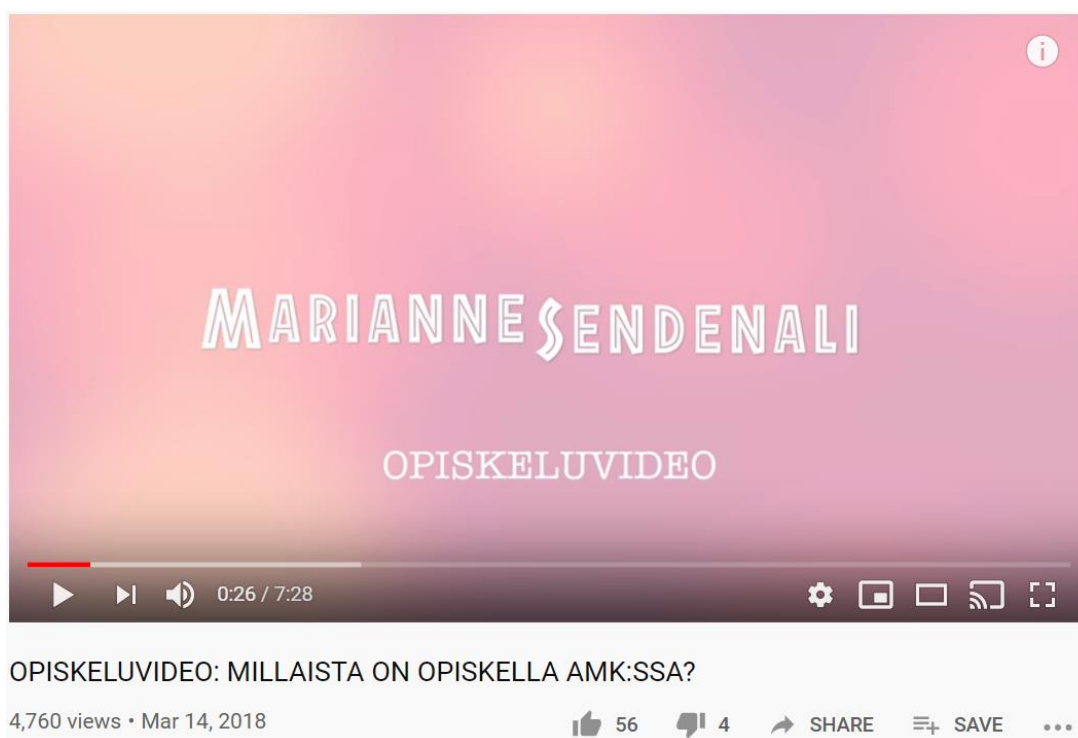 MARIANNE SENDENALI
OPISKELUVIDEO
0:26 / 7:28
OPISKELUVIDEO: MILLAISTA ON OPISKELLA AMK:SSA?
4,760 views • Mar 14, 2018 56 4 SHARE SAVE